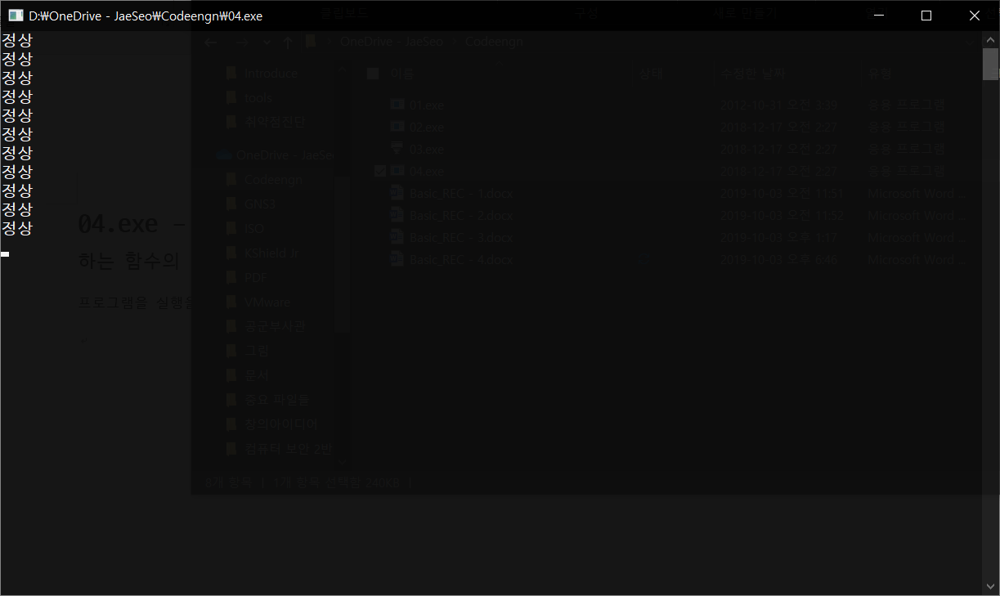 D:₩OneDrive - JaeSeo₩Codeengn₩04.exe
정상
정상
정상
정상
정상
정상
정상
정상
정상
정상
정상
클립보드
구성
새로 만들기
OneDrive - JaeSeo
Codeengn
Introduce
tools
취약점진단
OneDrive - JaeSeo
Codeengn
GNS3
ISO
KShield Jr
PDF
VMware
공군부사관
그림
문서
중요 파일들
창의아이디어
컴퓨터 보안 2번
이름 상태 수정한 날짜 유형
01.exe 2012-10-31 오전 3:39 응용 프로그램
02.exe 2018-12-17 오전 2:27 응용 프로그램
03.exe 2018-12-17 오전 2:27 응용 프로그램
04.exe 2018-12-17 오전 2:27 응용 프로그램
Basic_REC - 1.docx 2019-10-03 오전 11:51 Microsoft Word ...
Basic_REC - 2.docx 2019-10-03 오전 11:52 Microsoft Word ...
Basic_REC - 3.docx 2019-10-03 오후 1:17 Microsoft Word ...
Basic_REC - 4.docx 2019-10-03 오후 6:46 Microsoft Word ...
8개 항목 | 1개 항목 선택함 240KB |
04.exe -
하는 함수의
프로그램을 실행을